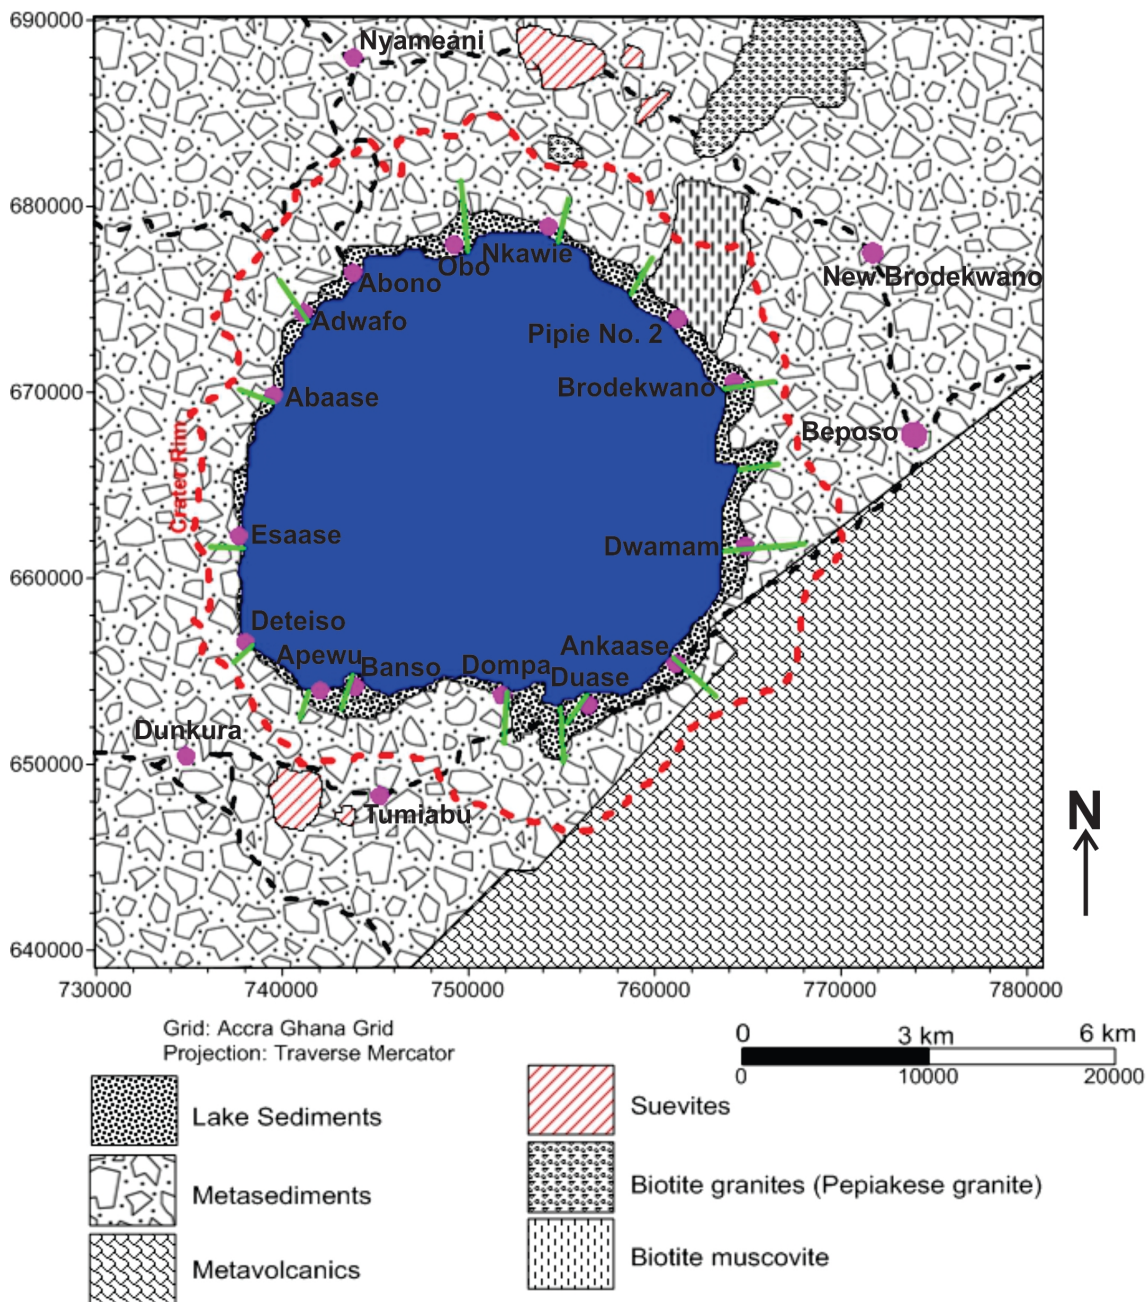 690000
Nyameani
680000
Nkawie
Obo
New Brodekwano
Abono
Adwafo
Pipie No. 2
670000
Brodekwano
Abaase
Beposo
Crater Rim
Esaase
Dwamam
660000
Deteiso
Ankaase
Apewu
Banso
Dompa
Duase
Dunkura
650000
Tumiabu
N
640000
730000 740000 750000 760000 770000 780000
Grid: Accra Ghana Grid
Projection: Traverse Mercator
0 3 km 6 km
0 10000 20000
Lake Sediments
Metasediments
Metavolcanics
Suevites
Biotite granites (Pepiakese granite)
Biotite muscovite